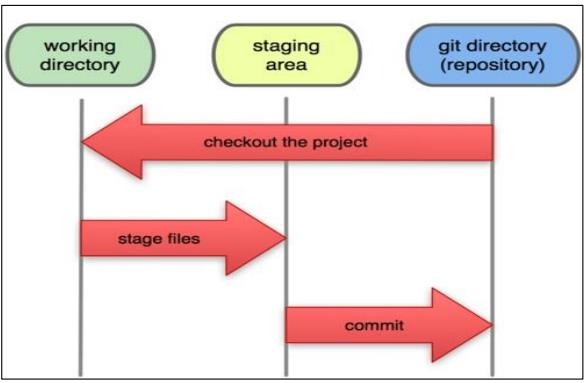 working
directory
staging
area
git directory
(repository)
checkout the project
stage files
commit